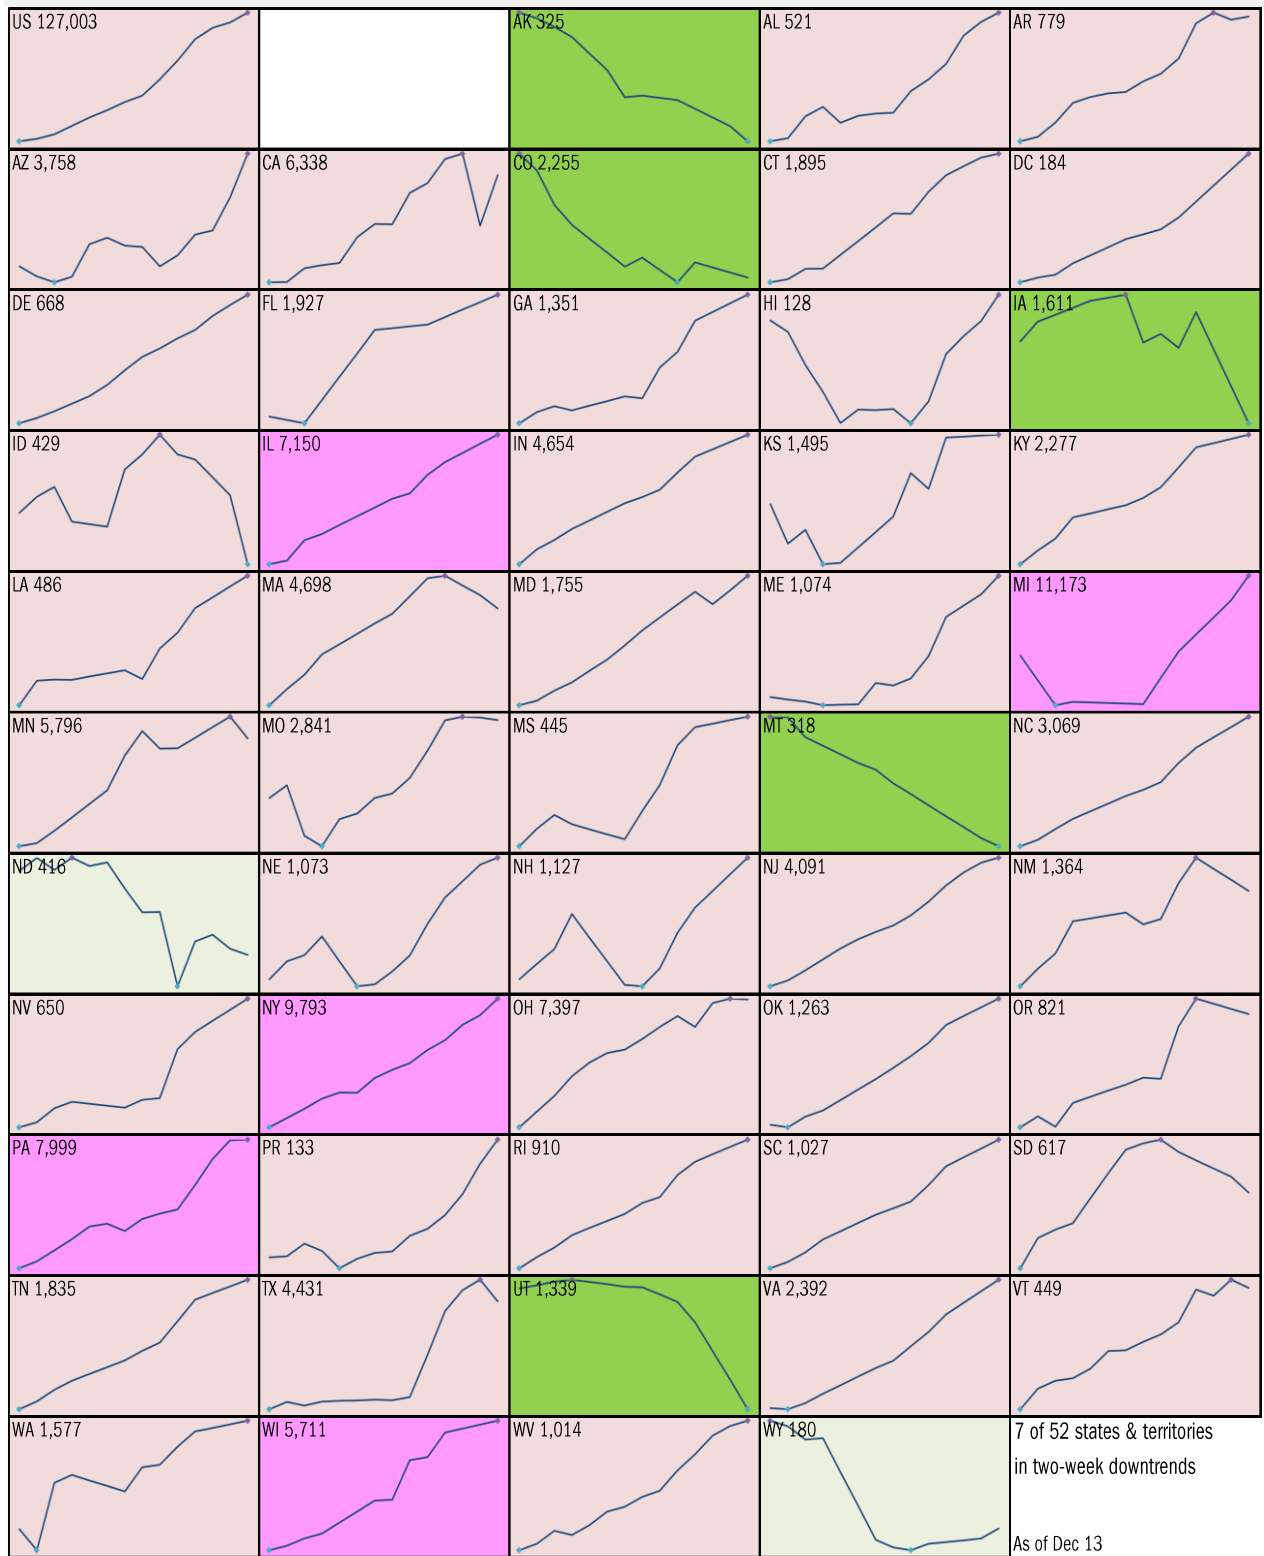 US 127,003
AK 325
AL 521
AR 779
AZ 3,758
CA 6,338
CO 2,255
CT 1,895
DC 184
DE 668
FL 1,927
GA 1,351
HI 128
IA 1,611
ID 429
IL 7,150
IN 4,654
KS 1,495
KY 2,277
LA 486
MA 4,698
MD 1,755
ME 1,074
MI 11,173
MN 5,796
MO 2,841
MS 445
MT 318
NC 3,069
ND 416
NE 1,073
NH 1,127
NJ 4,091
NM 1,364
NV 650
NY 9,793
OH 7,397
OK 1,263
OR 821
PA 7,999
PR 133
RI 910
SC 1,027
SD 617
TN 1,835
TX 4,431
UT 1,339
VA 2,392
VT 449
WA 1,577
WI 5,711
WV 1,014
WY 180
7 of 52 states & territories
in two-week downtrends
As of Dec 13